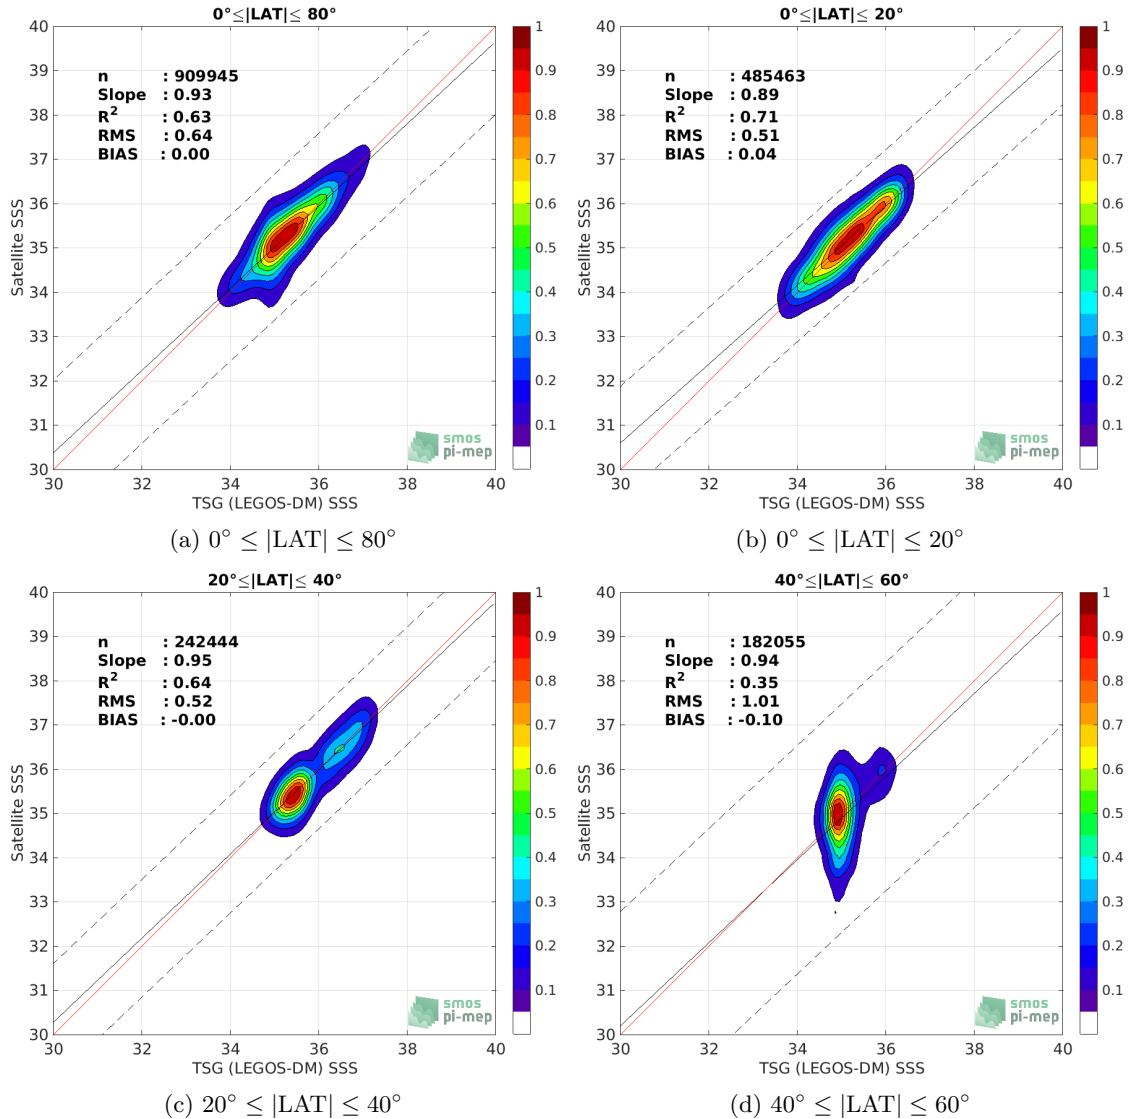 0°≤|LAT|≤ 80°
n : 909945
Slope : 0.93
R² : 0.63
RMS : 0.64
BIAS : 0.00
40
39
38
37
36
35
34
33
32
31
30
Satellite SSS
30 32 34 36 38 40
TSG (LEGOS-DM) SSS
1
0.9
0.8
0.7
0.6
0.5
0.4
0.3
0.2
0.1
smos
pi-mep
(a) 0° ≤ |LAT| ≤ 80°
0°≤|LAT|≤ 20°
n : 485463
Slope : 0.89
R² : 0.71
RMS : 0.51
BIAS : 0.04
40
39
38
37
36
35
34
33
32
31
30
Satellite SSS
30 32 34 36 38 40
TSG (LEGOS-DM) SSS
1
0.9
0.8
0.7
0.6
0.5
0.4
0.3
0.2
0.1
smos
pi-mep
(b) 0° ≤ |LAT| ≤ 20°
20°≤|LAT|≤ 40°
n : 242444
Slope : 0.95
R² : 0.64
RMS : 0.52
BIAS : -0.00
40
39
38
37
36
35
34
33
32
31
30
Satellite SSS
30 32 34 36 38 40
TSG (LEGOS-DM) SSS
1
0.9
0.8
0.7
0.6
0.5
0.4
0.3
0.2
0.1
smos
pi-mep
(c) 20° ≤ |LAT| ≤ 40°
40°≤|LAT|≤ 60°
n : 182055
Slope : 0.94
R² : 0.35
RMS : 1.01
BIAS : -0.10
40
39
38
37
36
35
34
33
32
31
30
Satellite SSS
30 32 34 36 38 40
TSG (LEGOS-DM) SSS
1
0.9
0.8
0.7
0.6
0.5
0.4
0.3
0.2
0.1
smos
pi-mep
(d) 40° ≤ |LAT| ≤ 60°